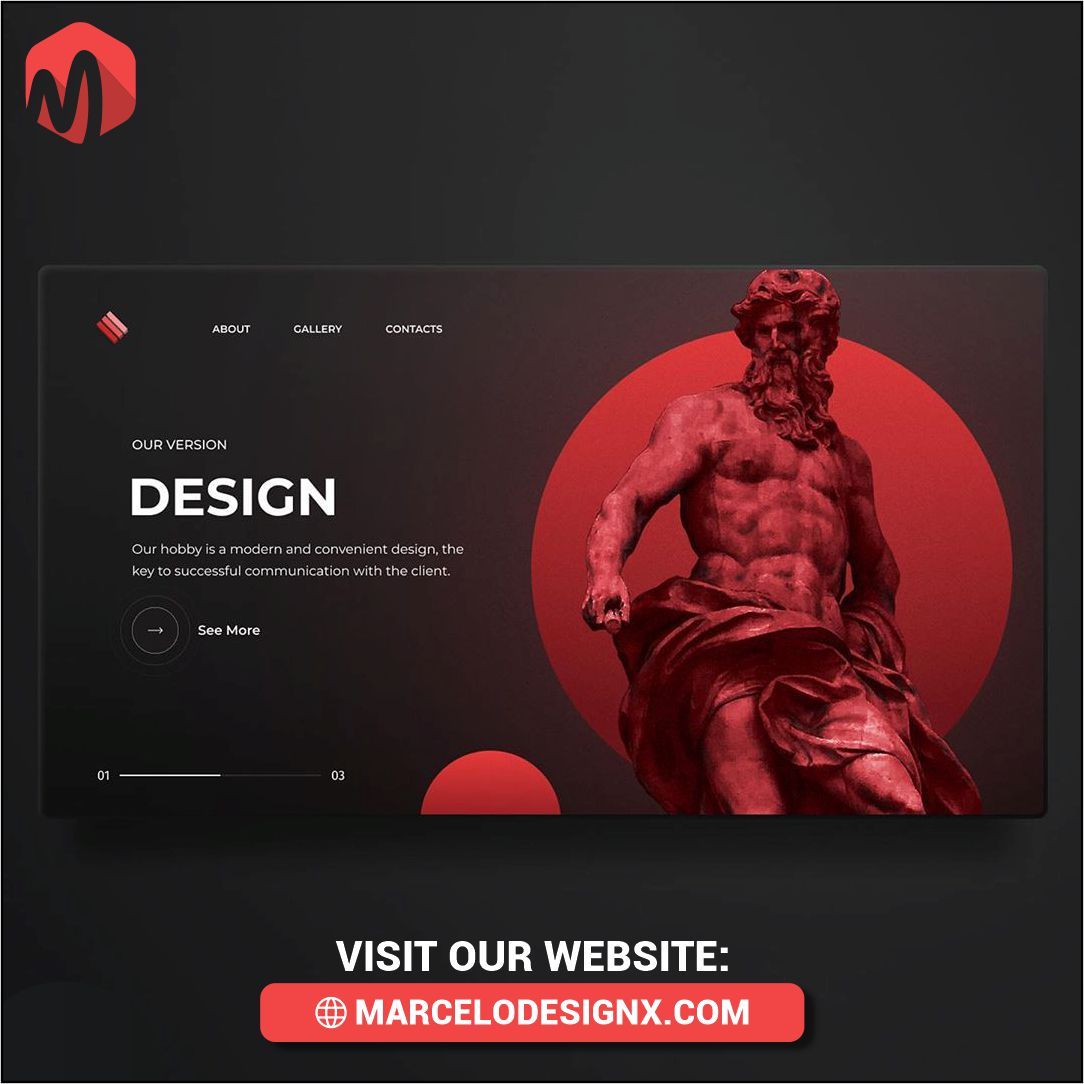 ABOUT GALLERY CONTACTS
OUR VERSION
DESIGN
Our hobby is a modern and convenient design, the
key to successful communication with the client.
See More
01 03
VISIT OUR WEBSITE:
MARCELODESIGNX.COM